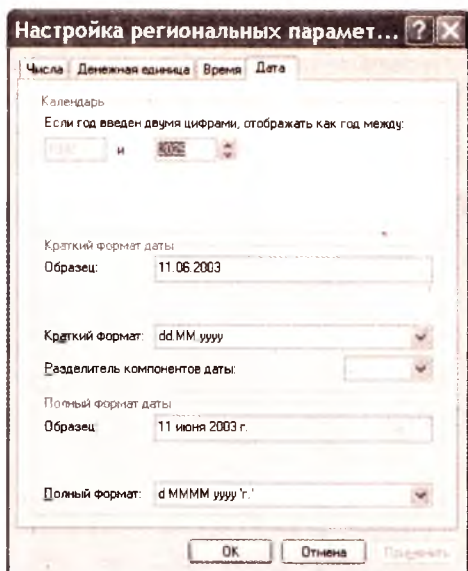 Настройка региональных парамет...
Числа Денежная единица Время Дата
Календарь
Если год введен двумя цифрами, отображать как год между:
и
Краткий формат даты
Образец: 11.06.2003
Краткий формат: dd.MM.yyyy
Разделитель компонентов даты:
Полный формат даты
Образец: 11 июня 2003 г.
Полный формат: d MMMM yyyy 'г.'
OK Отмена Применить